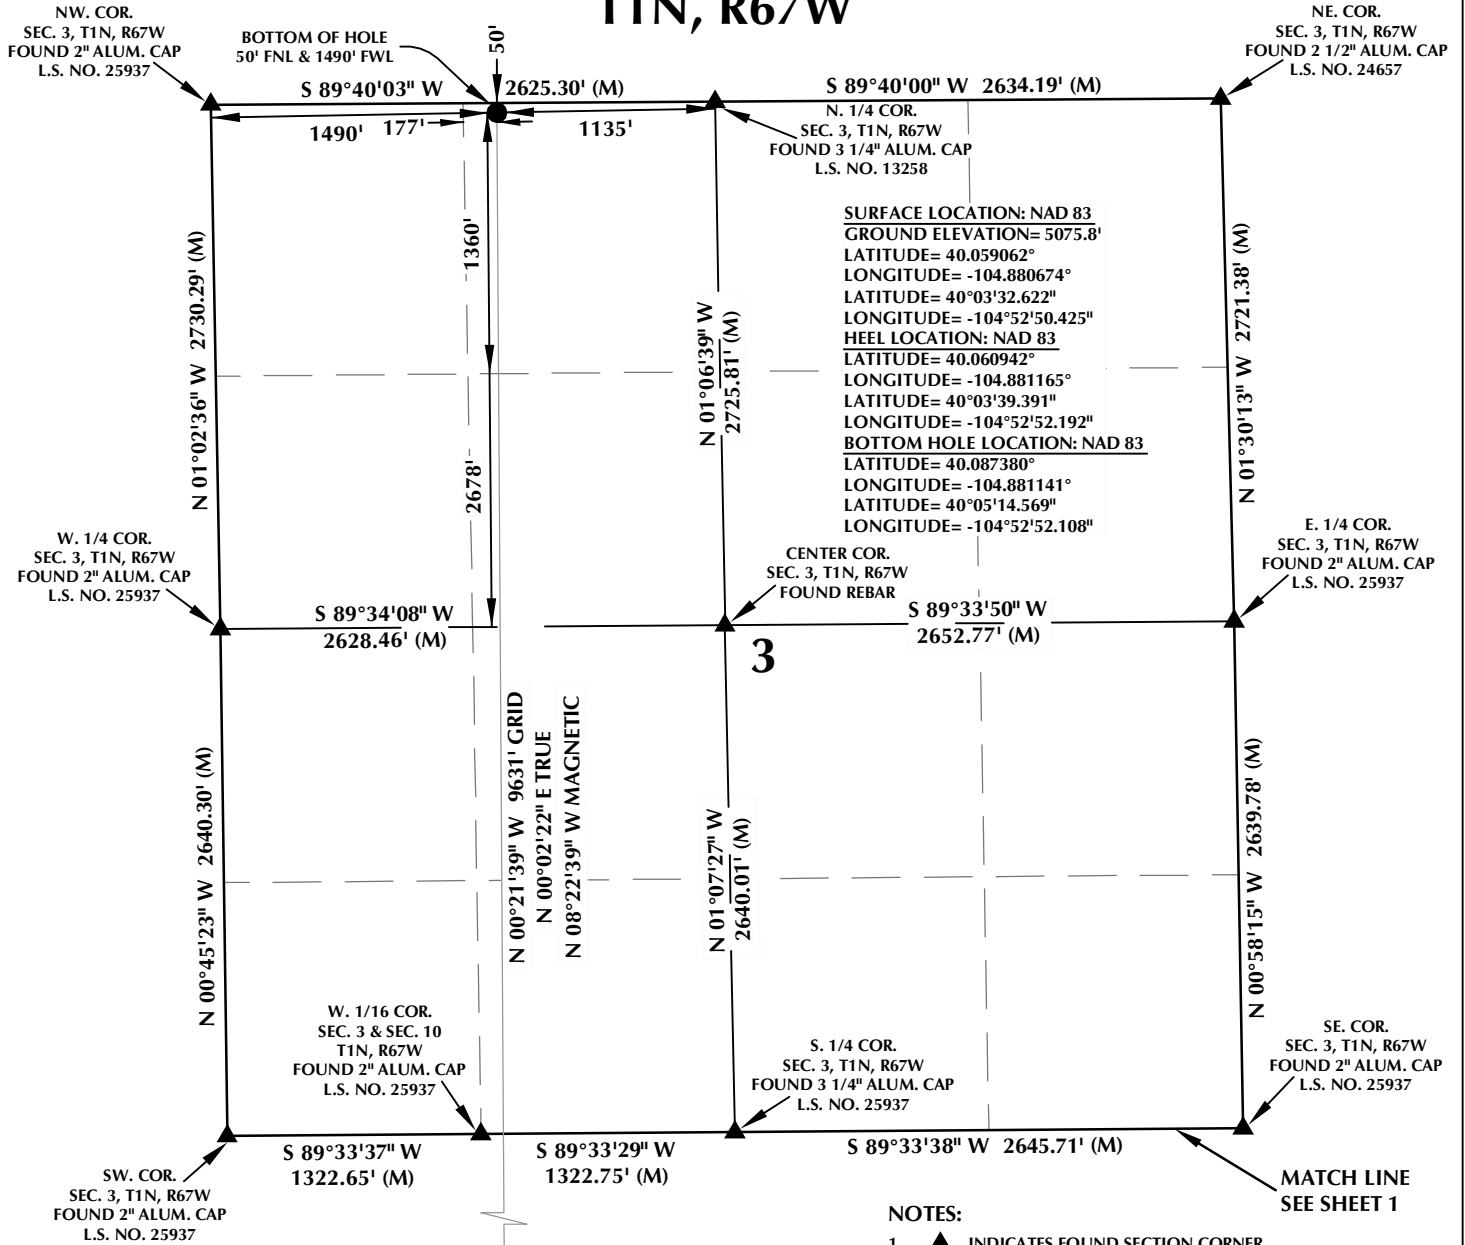 T1N, R67W
NW. COR.
SEC. 3, T1N, R67W
FOUND 2" ALUM. CAP
L.S. NO. 25937
BOTTOM OF HOLE
50' FNL & 1490' FWL
50'
NE. COR.
SEC. 3, T1N, R67W
FOUND 2 1/2" ALUM. CAP
L.S. NO. 24657
S 89°40'03" W 2625.30' (M)
S 89°40'00" W 2634.19' (M)
1490'
177'
1135'
N. 1/4 COR.
SEC. 3, T1N, R67W
FOUND 3 1/4" ALUM. CAP
L.S. NO. 13258
SURFACE LOCATION: NAD 83
GROUND ELEVATION= 5075.8'
LATITUDE= 40.059062°
LONGITUDE= -104.880674°
LATITUDE= 40°03'32.622"
LONGITUDE= -104°52'50.425"
HEEL LOCATION: NAD 83
LATITUDE= 40.060942°
LONGITUDE= -104.881165°
LATITUDE= 40°03'39.391"
LONGITUDE= -104°52'52.192"
BOTTOM HOLE LOCATION: NAD 83
LATITUDE= 40.087380°
LONGITUDE= -104.881141°
LATITUDE= 40°05'14.569"
LONGITUDE= -104°52'52.108"
N 01°02'36" W 2730.29' (M)
1360'
2678'
N 01°06'39" W
2725.81' (M)
N 01°30'13" W 2721.38' (M)
W. 1/4 COR.
SEC. 3, T1N, R67W
FOUND 2" ALUM. CAP
L.S. NO. 25937
CENTER COR.
SEC. 3, T1N, R67W
FOUND REBAR
E. 1/4 COR.
SEC. 3, T1N, R67W
FOUND 2" ALUM. CAP
L.S. NO. 25937
S 89°34'08" W
2628.46' (M)
S 89°33'50" W
2652.77' (M)
3
N 00°45'23" W 2640.30' (M)
N 00°21'39" W 9631' GRID
N 00°02'22" E TRUE
N 08°22'39" W MAGNETIC
N 01°07'27" W
2640.01' (M)
N 00°58'15" W 2639.78' (M)
W. 1/16 COR.
SEC. 3 & SEC. 10
T1N, R67W
FOUND 2" ALUM. CAP
L.S. NO. 25937
S. 1/4 COR.
SEC. 3, T1N, R67W
FOUND 3 1/4" ALUM. CAP
L.S. NO. 25937
SE. COR.
SEC. 3, T1N, R67W
FOUND 2" ALUM. CAP
L.S. NO. 25937
S 89°33'37" W
1322.65' (M)
S 89°33'29" W
1322.75' (M)
S 89°33'38" W 2645.71' (M)
SW. COR.
SEC. 3, T1N, R67W
FOUND 2" ALUM. CAP
L.S. NO. 25937
MATCH LINE
SEE SHEET 1
NOTES:
1. INDICATES FOUND SECTION CORNER